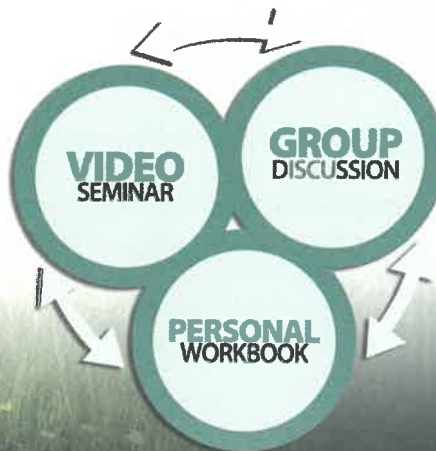 VIDEO
SEMINAR
GROUP
DISCUSSION
PERSONAL
WORKBOOK